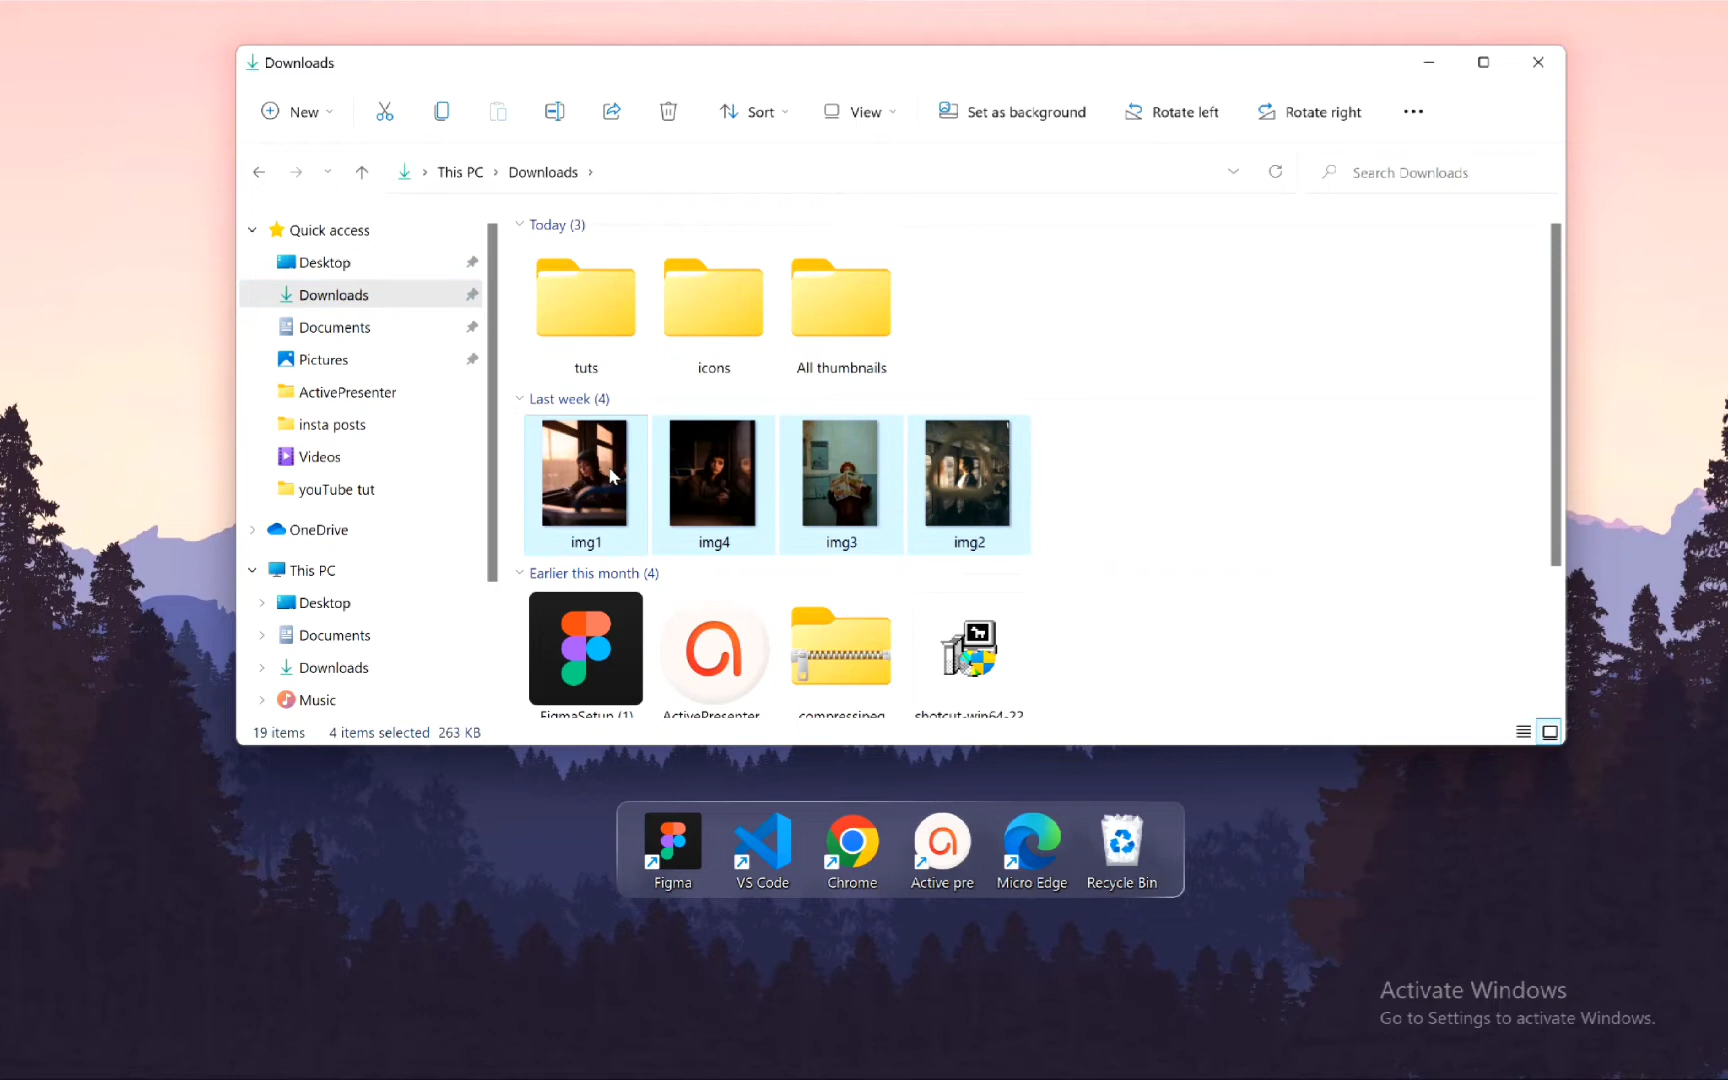 Downloads
New
Sort
View
Set as background
Rotate left
Rotate right
This PC
Downloads
Search Downloads
Quick access
Desktop
Downloads
Documents
Pictures
ActivePresenter
insta posts
Videos
youTube tut
OneDrive
This PC
Desktop
Documents
Downloads
Music
Today (3)
tuts
icons
All thumbnails
Last week (4)
img1
img4
img3
img2
Earlier this month (4)
FigmaSetup (1)
ActivePresenter
compressjpeg
shotcut-win64-22
19 items 4 items selected 263 KB
Figma
VS Code
Chrome
Active pre
Micro Edge
Recycle Bin
Activate Windows
Go to Settings to activate Windows.